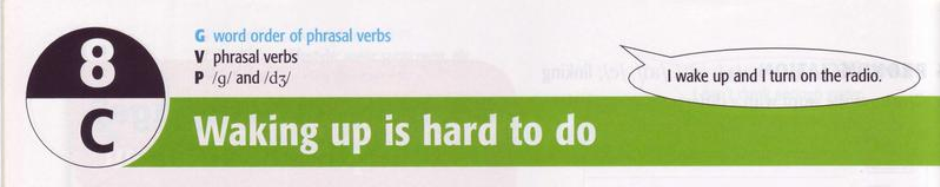 8
C
G word order of phrasal verbs
V phrasal verbs
P /g/ and /dʒ/
I wake up and I turn on the radio.
Waking up is hard to do